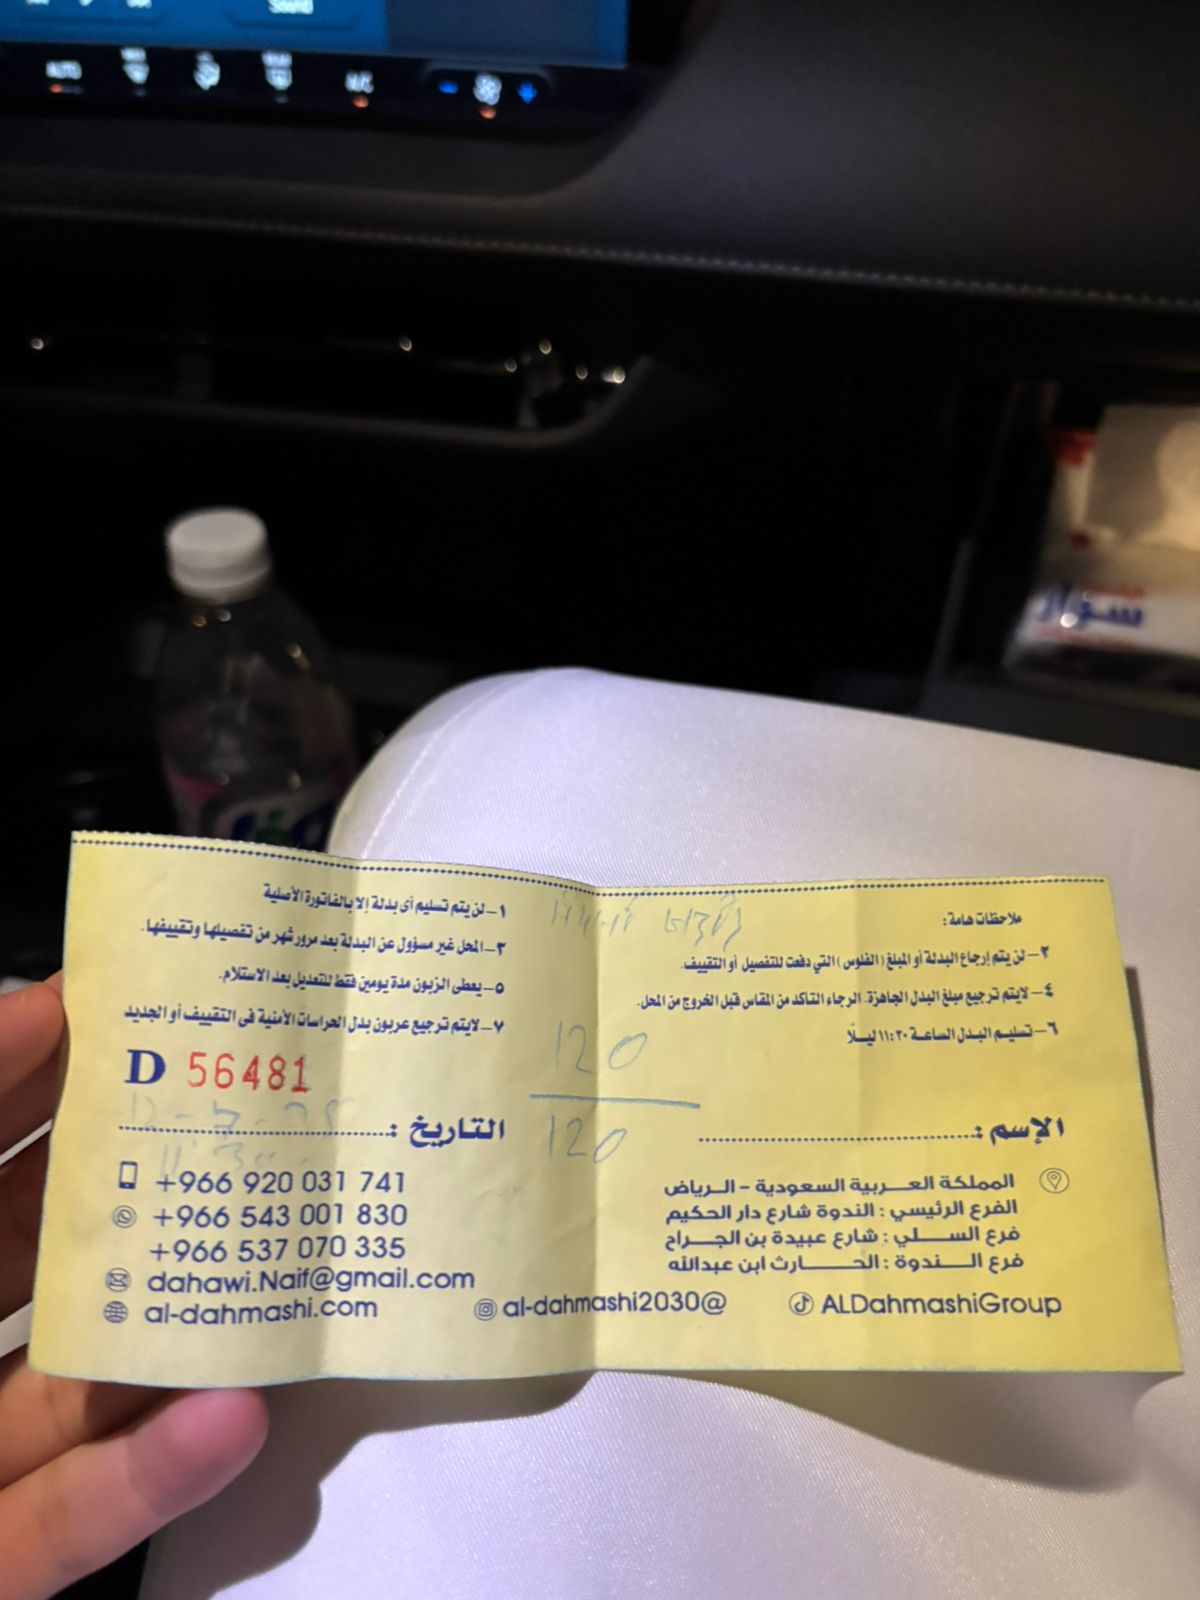 AUTO
A/C
سوفت
ملاحظات هامة:
١- لن يتم تسليم أى بدلة إلا بالفاتورة الأصلية
٢- لن يتم إرجاع البدلة أو المبلغ (الفلوس) التي دفعت للتفصيل أو التقييف.
٣- المحل غير مسؤول عن البدلة بعد مرور شهر من تفصيلها وتقييفها.
٤- لايتم ترجيع مبلغ البدل الجاهزة. الرجاء التأكد من المقاس قبل الخروج من المحل.
٥- يعطى الزبون مدة يومين فقط للتعديل بعد الاستلام.
٦- تسليم البدل الساعة ١١:٣٠ ليلاً
٧- لايتم ترجيع عربون بدل الحراسات الأمنية فى التقييف أو الجديد
120
120
D 56481
الإسم :
التاريخ :
المملكة العربية السعودية - الرياض
الفرع الرئيسي : الندوة شارع دار الحكيم
فرع السلي : شارع عبيدة بن الجراح
فرع الندوة : الحارث ابن عبدالله
+966 920 031 741
+966 543 001 830
+966 537 070 335
dahawi.Naif@gmail.com
al-dahmashi.com
al-dahmashi2030@
ALDahmashiGroup